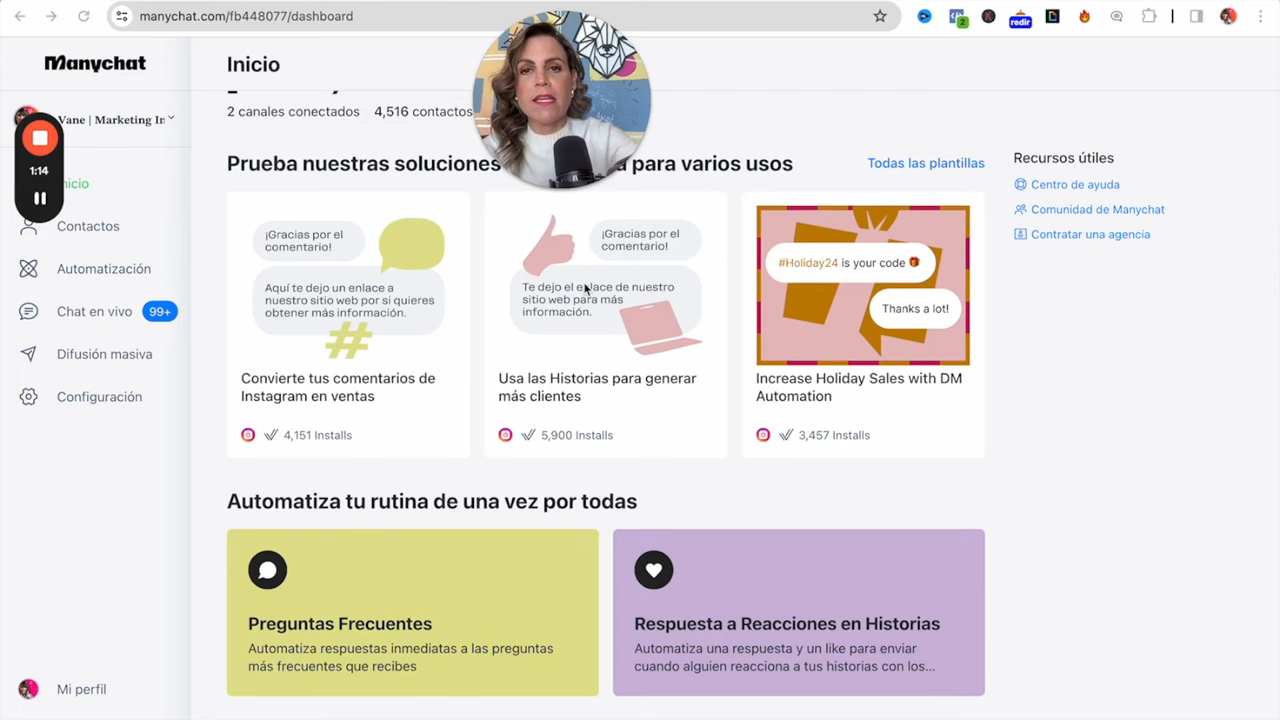 manychat.com/fb448077/dashboard
2
redir
Manychat
Inicio
Vane | Marketing In
2 canales conectados 4,516 contactos
1:14
nicio
Contactos
Automatización
Chat en vivo 99+
Difusión masiva
Configuración
Mi perfil
Prueba nuestras soluciones para varios usos
Todas las plantillas
¡Gracias por el
comentario!
Aquí te dejo un enlace a
nuestro sitio web por si quieres
obtener más información.
#
Convierte tus comentarios de
Instagram en ventas
4,151 Installs
¡Gracias por el
comentario!
Te dejo el enlace de nuestro
sitio web para más
información.
Usa las Historias para generar
más clientes
5,900 Installs
#Holiday24 is your code
Thanks a lot!
Increase Holiday Sales with DM
Automation
3,457 Installs
Recursos útiles
Centro de ayuda
Comunidad de Manychat
Contratar una agencia
Automatiza tu rutina de una vez por todas
Preguntas Frecuentes
Automatiza respuestas inmediatas a las preguntas
más frecuentes que recibes
Respuesta a Reacciones en Historias
Automatiza una respuesta y un like para enviar
cuando alguien reacciona a tus historias con los...